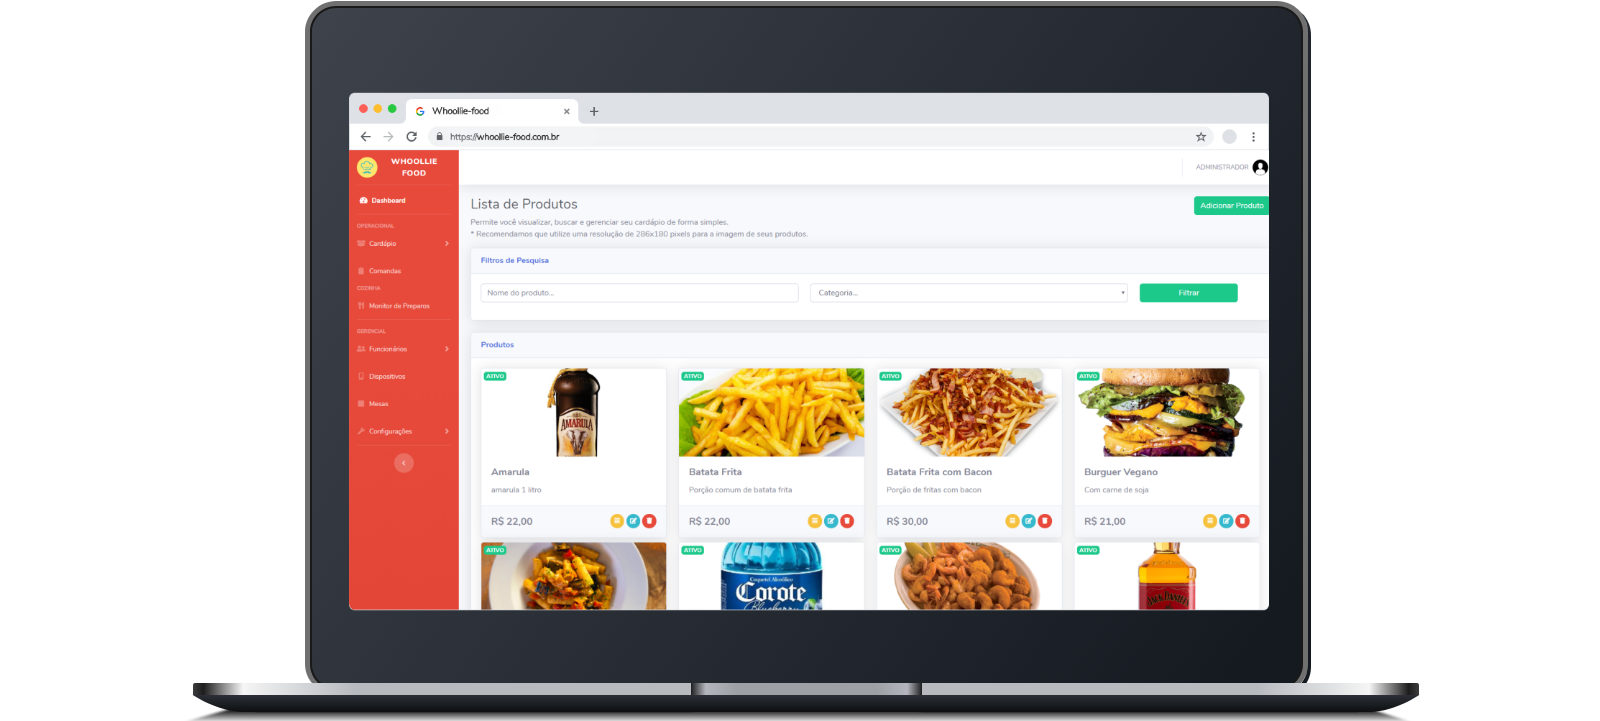 Whoollie-food
https://whoollie-food.com.br
WHOOLLIE
FOOD
ADMINISTRADOR
Dashboard
OPERACIONAL
Cardápio
Comandas
COZINHA
Monitor de Preparos
GERENCIAL
Funcionários
Dispositivos
Mesas
Configurações
Lista de Produtos
Adicionar Produto
Permite você visualizar, buscar e gerenciar seu cardápio de forma simples.
* Recomendamos que utilize uma resolução de 286x180 pixels para a imagem de seus produtos.
Filtros de Pesquisa
Nome do produto...
Categoria...
Filtrar
Produtos
ATIVO
AMARULA
Amarula
amarula 1 litro
R$ 22,00
ATIVO
Batata Frita
Porção comum de batata frita
R$ 22,00
ATIVO
Batata Frita com Bacon
Porção de fritas com bacon
R$ 30,00
ATIVO
Burguer Vegano
Com carne de soja
R$ 21,00
ATIVO
ATIVO
Coquetel Alcoólico
Corote
Blueberry
ATIVO
ATIVO
JACK DANIEL'S